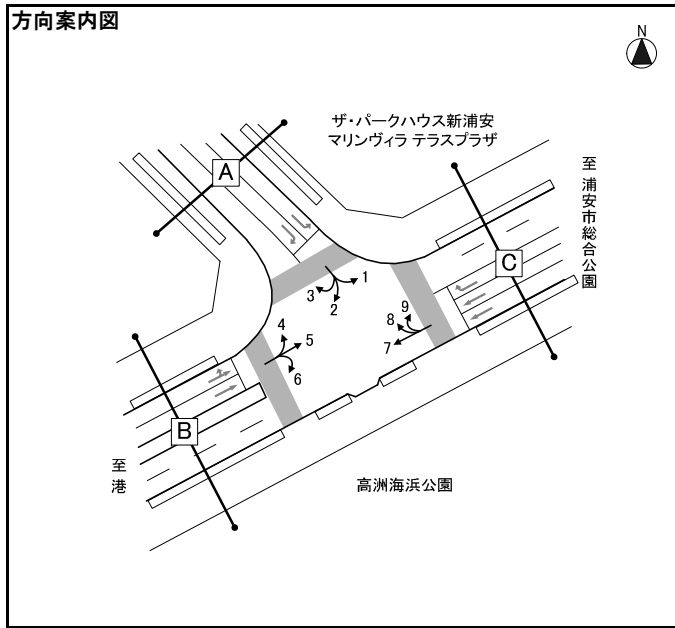 方向案内図
N
ザ・パークハウス新浦安
マリンヴィラ テラスプラザ
至
浦
安
市
総
合
公
園
A
C
1
2
3
4
5
6
9
8
7
B
至
港
高洲海浜公園